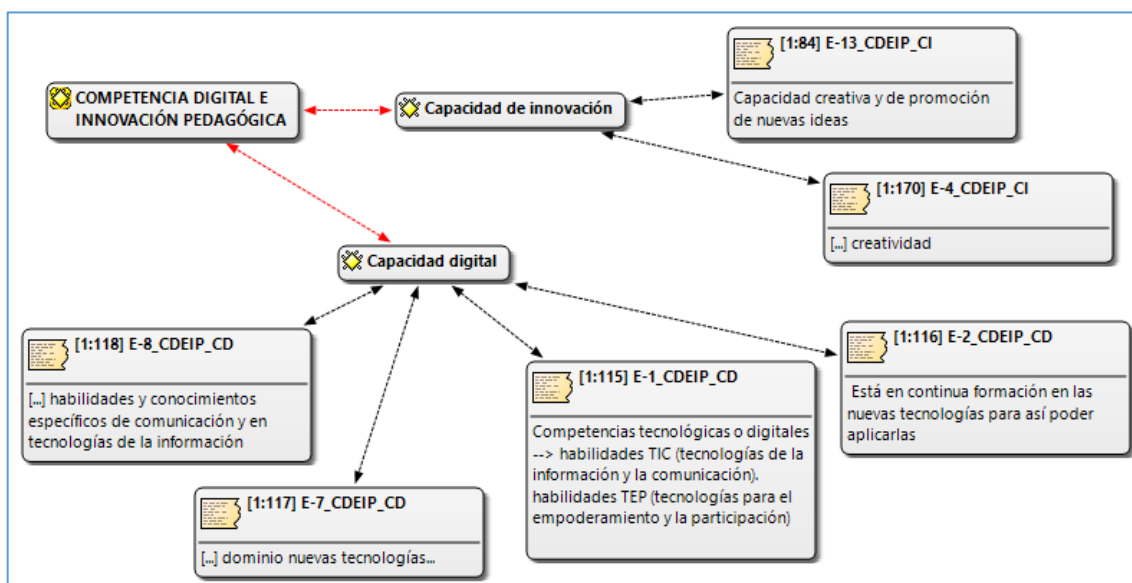 [1:84] E-13_CDEIP_CI
Capacidad creativa y de promoción
de nuevas ideas
COMPETENCIA DIGITAL E
INNOVACIÓN PEDAGÓGICA
Capacidad de innovación
[1:170] E-4_CDEIP_CI
[...] creatividad
Capacidad digital
[1:118] E-8_CDEIP_CD
[...] habilidades y conocimientos
específicos de comunicación y en
tecnologías de la información
[1:115] E-1_CDEIP_CD
Competencias tecnológicas o digitales
--> habilidades TIC (tecnologías de la
información y la comunicación).
habilidades TEP (tecnologías para el
empoderamiento y la participación)
[1:116] E-2_CDEIP_CD
Está en continua formación en las
nuevas tecnologías para así poder
aplicarlas
[1:117] E-7_CDEIP_CD
[...] dominio nuevas tecnologías...